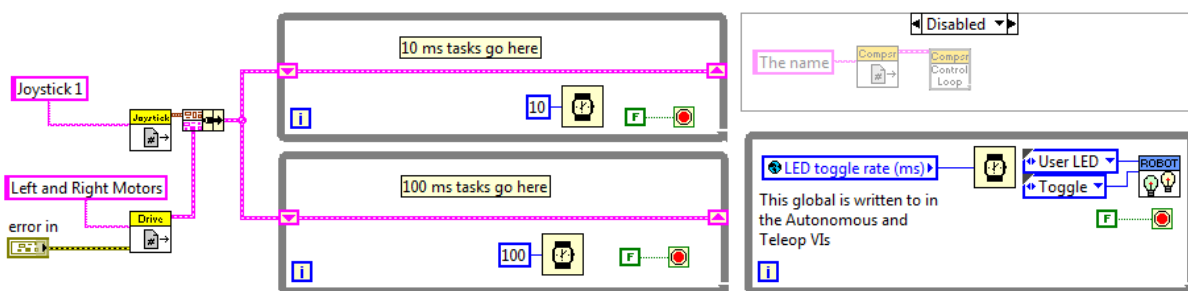 Joystick 1
Joystick
#
Left and Right Motors
error in
Drive
#
10 ms tasks go here
i
10
F
100 ms tasks go here
i
100
F
Disabled
The name
Compsr
#
Compsr
Control
Loop
LED toggle rate (ms)
This global is written to in
the Autonomous and
Teleop VIs
User LED
Toggle
ROBOT
F
i